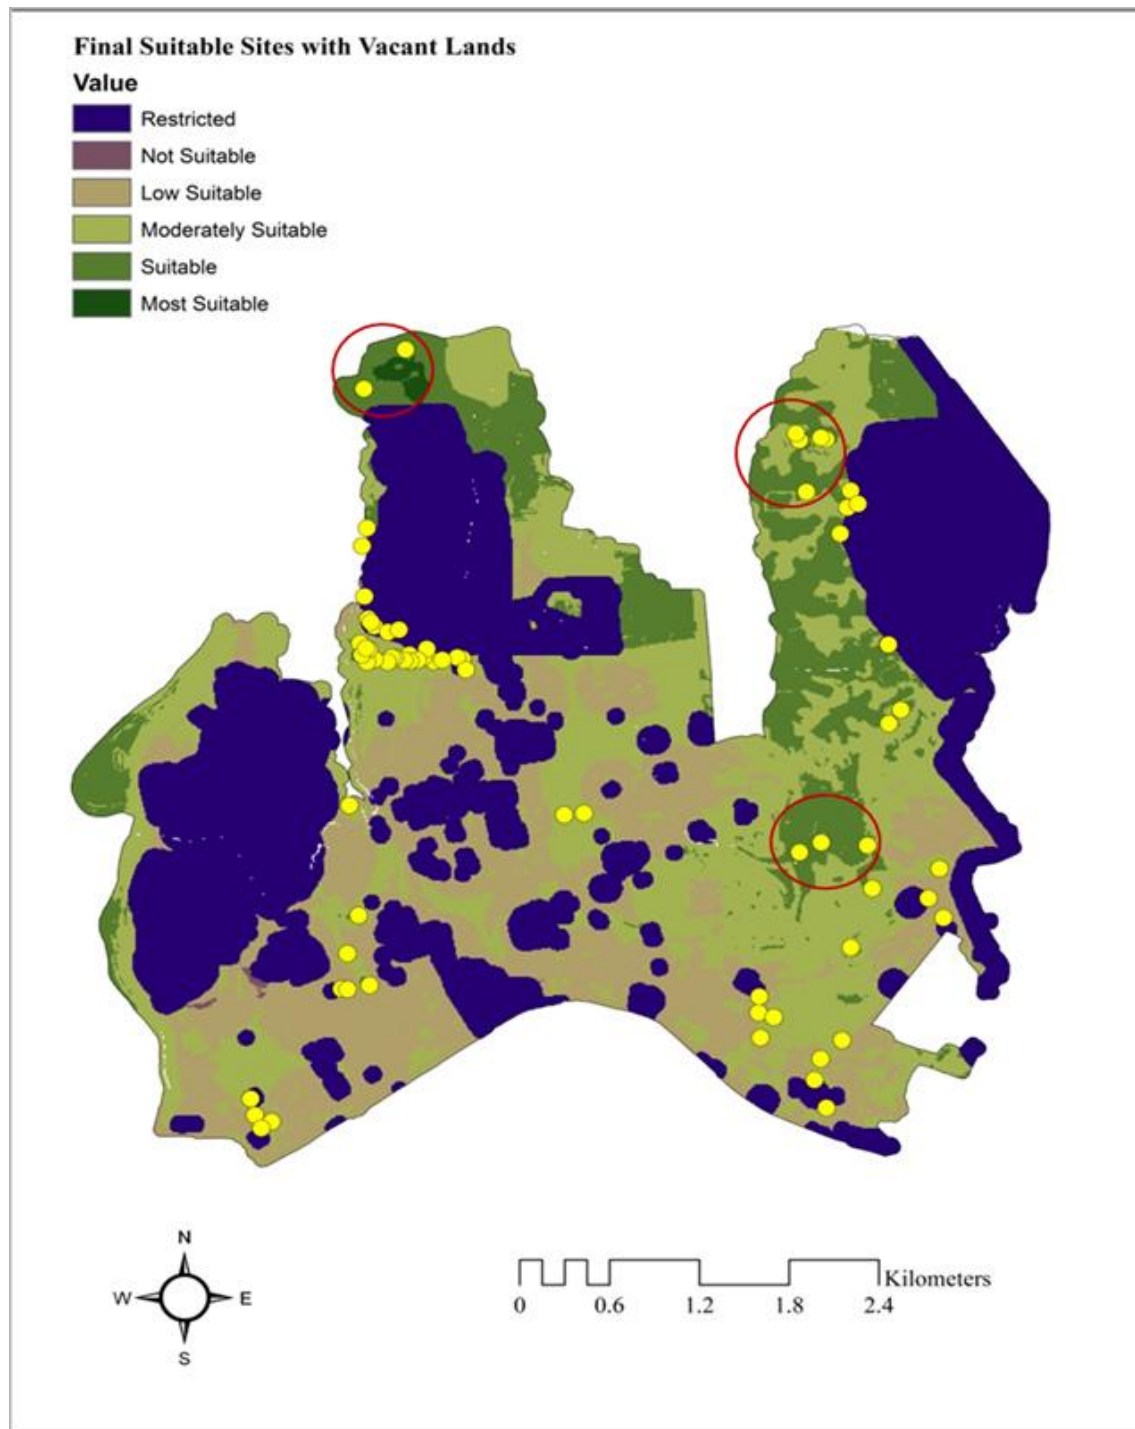 Final Suitable Sites with Vacant Lands
Value
Restricted
Not Suitable
Low Suitable
Moderately Suitable
Suitable
Most Suitable
N
W E
S
Kilometers
0 0.6 1.2 1.8 2.4